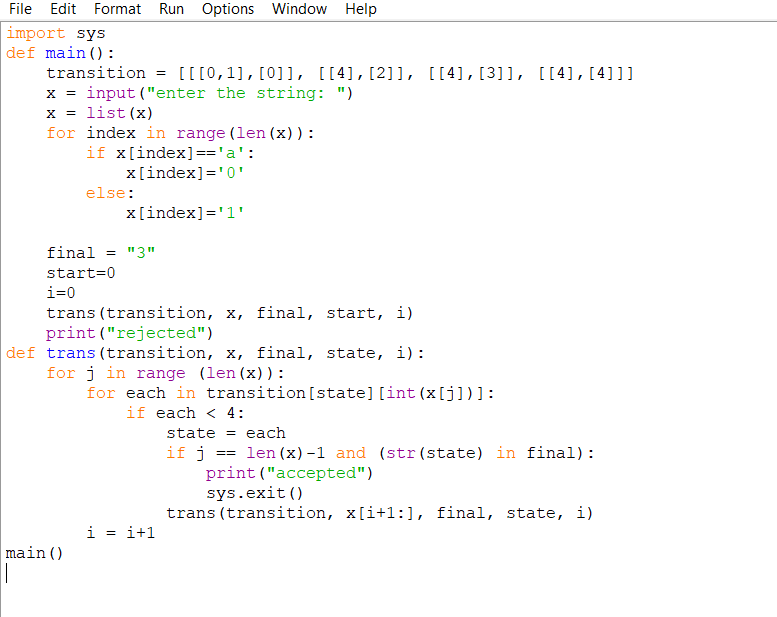 File Edit Format Run Options Window Help
import sys
def main():
    transition = [[[0,1],[0]], [[4],[2]], [[4],[3]], [[4],[4]]]
    x = input("enter the string: ")
    x = list(x)
    for index in range(len(x)):
        if x[index]=='a':
            x[index]='0'
        else:
            x[index]='1'

    final = "3"
    start=0
    i=0
    trans(transition, x, final, start, i)
    print("rejected")
def trans(transition, x, final, state, i):
    for j in range (len(x)):
        for each in transition[state][int(x[j])]:
            if each < 4:
                state = each
                if j == len(x)-1 and (str(state) in final):
                    print("accepted")
                    sys.exit()
                trans(transition, x[i+1:], final, state, i)
        i = i+1
main()